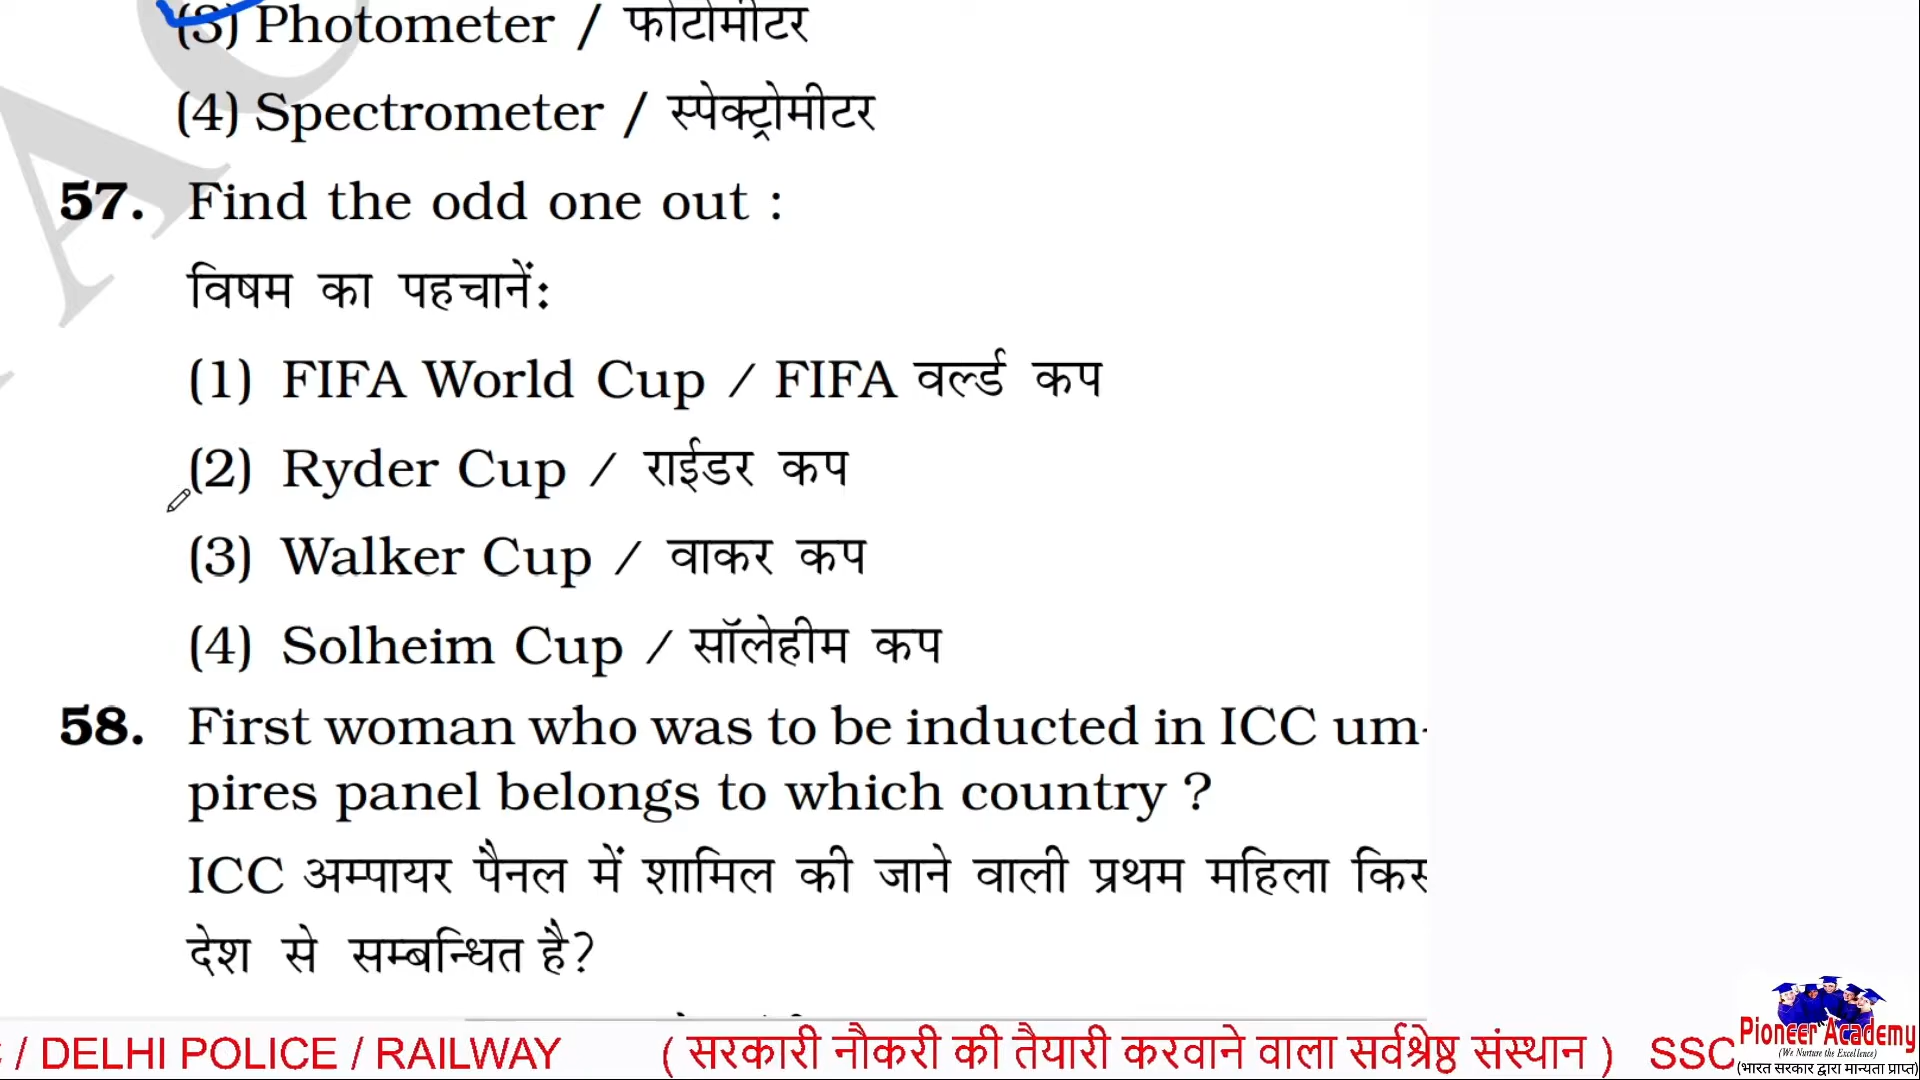 (3) Photometer / फोटोमीटर
(4) Spectrometer / स्पेक्ट्रोमीटर
57. Find the odd one out :
विषम का पहचानें:
(1) FIFA World Cup / FIFA वर्ल्ड कप
(2) Ryder Cup / राईडर कप
(3) Walker Cup / वाकर कप
(4) Solheim Cup / सॉलेहीम कप
58. First woman who was to be inducted in ICC um-
pires panel belongs to which country ?
ICC अम्पायर पैनल में शामिल की जाने वाली प्रथम महिला किस
देश से सम्बन्धित है?
/ DELHI POLICE / RAILWAY ( सरकारी नौकरी की तैयारी करवाने वाला सर्वश्रेष्ठ संस्थान ) SSC
Pioneer Academy
(We Nurture the Excellence)
(भारत सरकार द्वारा मान्यता प्राप्त)